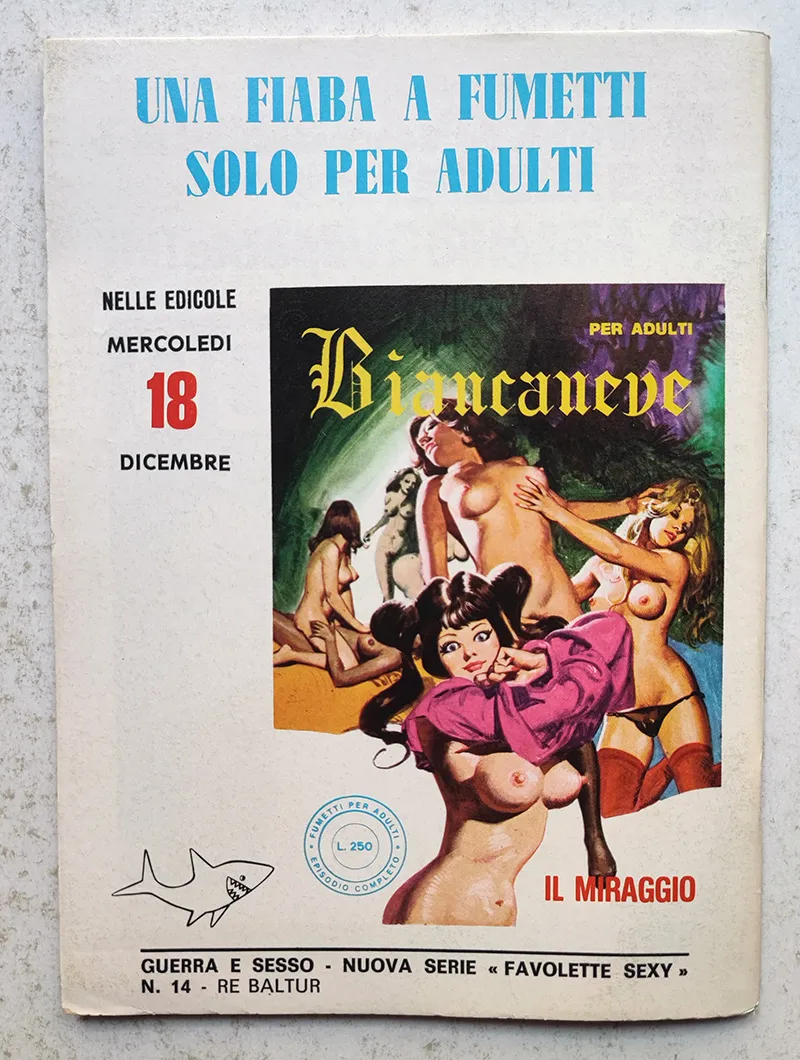 UNA FIABA A FUMETTI
SOLO PER ADULTI
NELLE EDICOLE
MERCOLEDI
18
DICEMBRE
PER ADULTI
Biancaneve
FUMETTI PER ADULTI
L. 250
EPISODIO COMPLETO
IL MIRAGGIO
GUERRA E SESSO - NUOVA SERIE « FAVOLETTE SEXY »
N. 14 - RE BALTUR